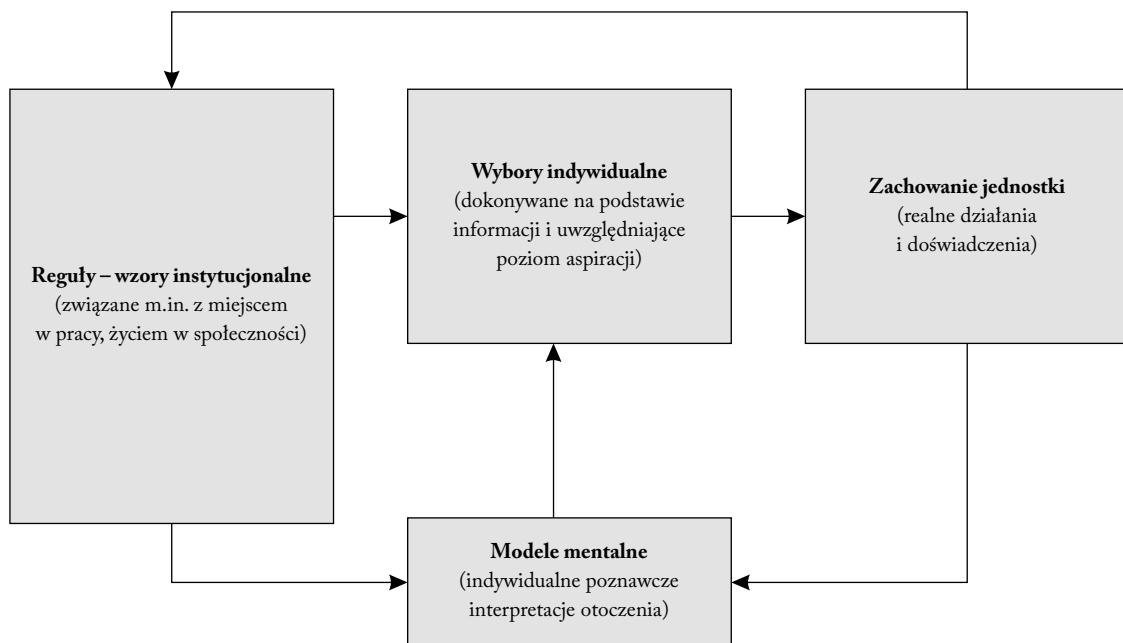 Reguły – wzory instytucjonalne
(związane m.in. z miejscem
w pracy, życiem w społeczności)
Wybory indywidualne
(dokonywane na podstawie
informacji i uwzględniające
poziom aspiracji)
Zachowanie jednostki
(realne działania
i doświadczenia)
Modele mentalne
(indywidualne poznawcze
interpretacje otoczenia)